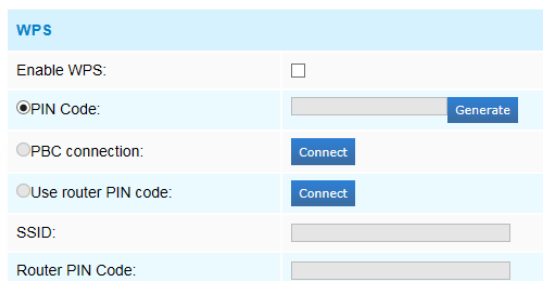 WPS
Enable WPS:
PIN Code: Generate
PBC connection: Connect
Use router PIN code: Connect
SSID:
Router PIN Code: